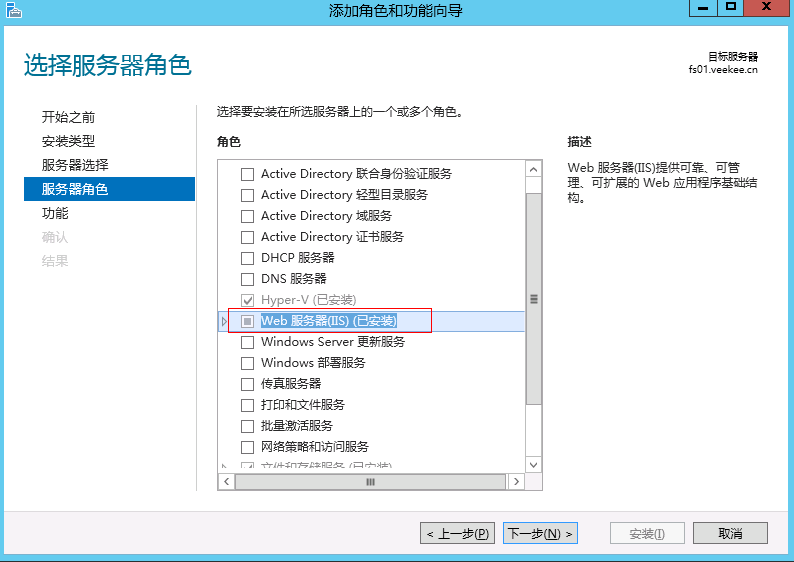 添加角色和功能向导
选择服务器角色
目标服务器
fs01.veekee.cn
开始之前
安装类型
服务器选择
服务器角色
功能
确认
结果
选择要安装在所选服务器上的一个或多个角色。
角色
Active Directory 联合身份验证服务
Active Directory 轻型目录服务
Active Directory 域服务
Active Directory 证书服务
DHCP 服务器
DNS 服务器
Hyper-V (已安装)
Web 服务器(IIS) (已安装)
Windows Server 更新服务
Windows 部署服务
传真服务器
打印和文件服务
批量激活服务
网络策略和访问服务
文件和存储服务 (已安装)
描述
Web 服务器(IIS)提供可靠、可管
理、可扩展的 Web 应用程序基础结
构。
< 上一步(P)
下一步(N) >
安装(I)
取消